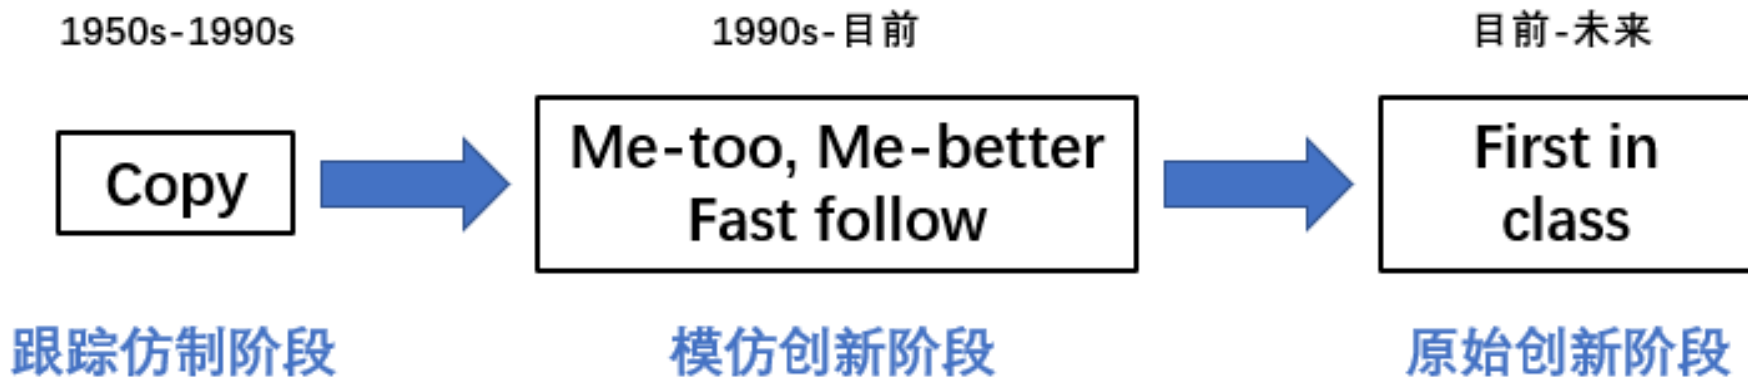 1950s-1990s
1990s-目前
目前-未来
Copy
Me-too, Me-better
Fast follow
First in
class
跟踪仿制阶段
模仿创新阶段
原始创新阶段